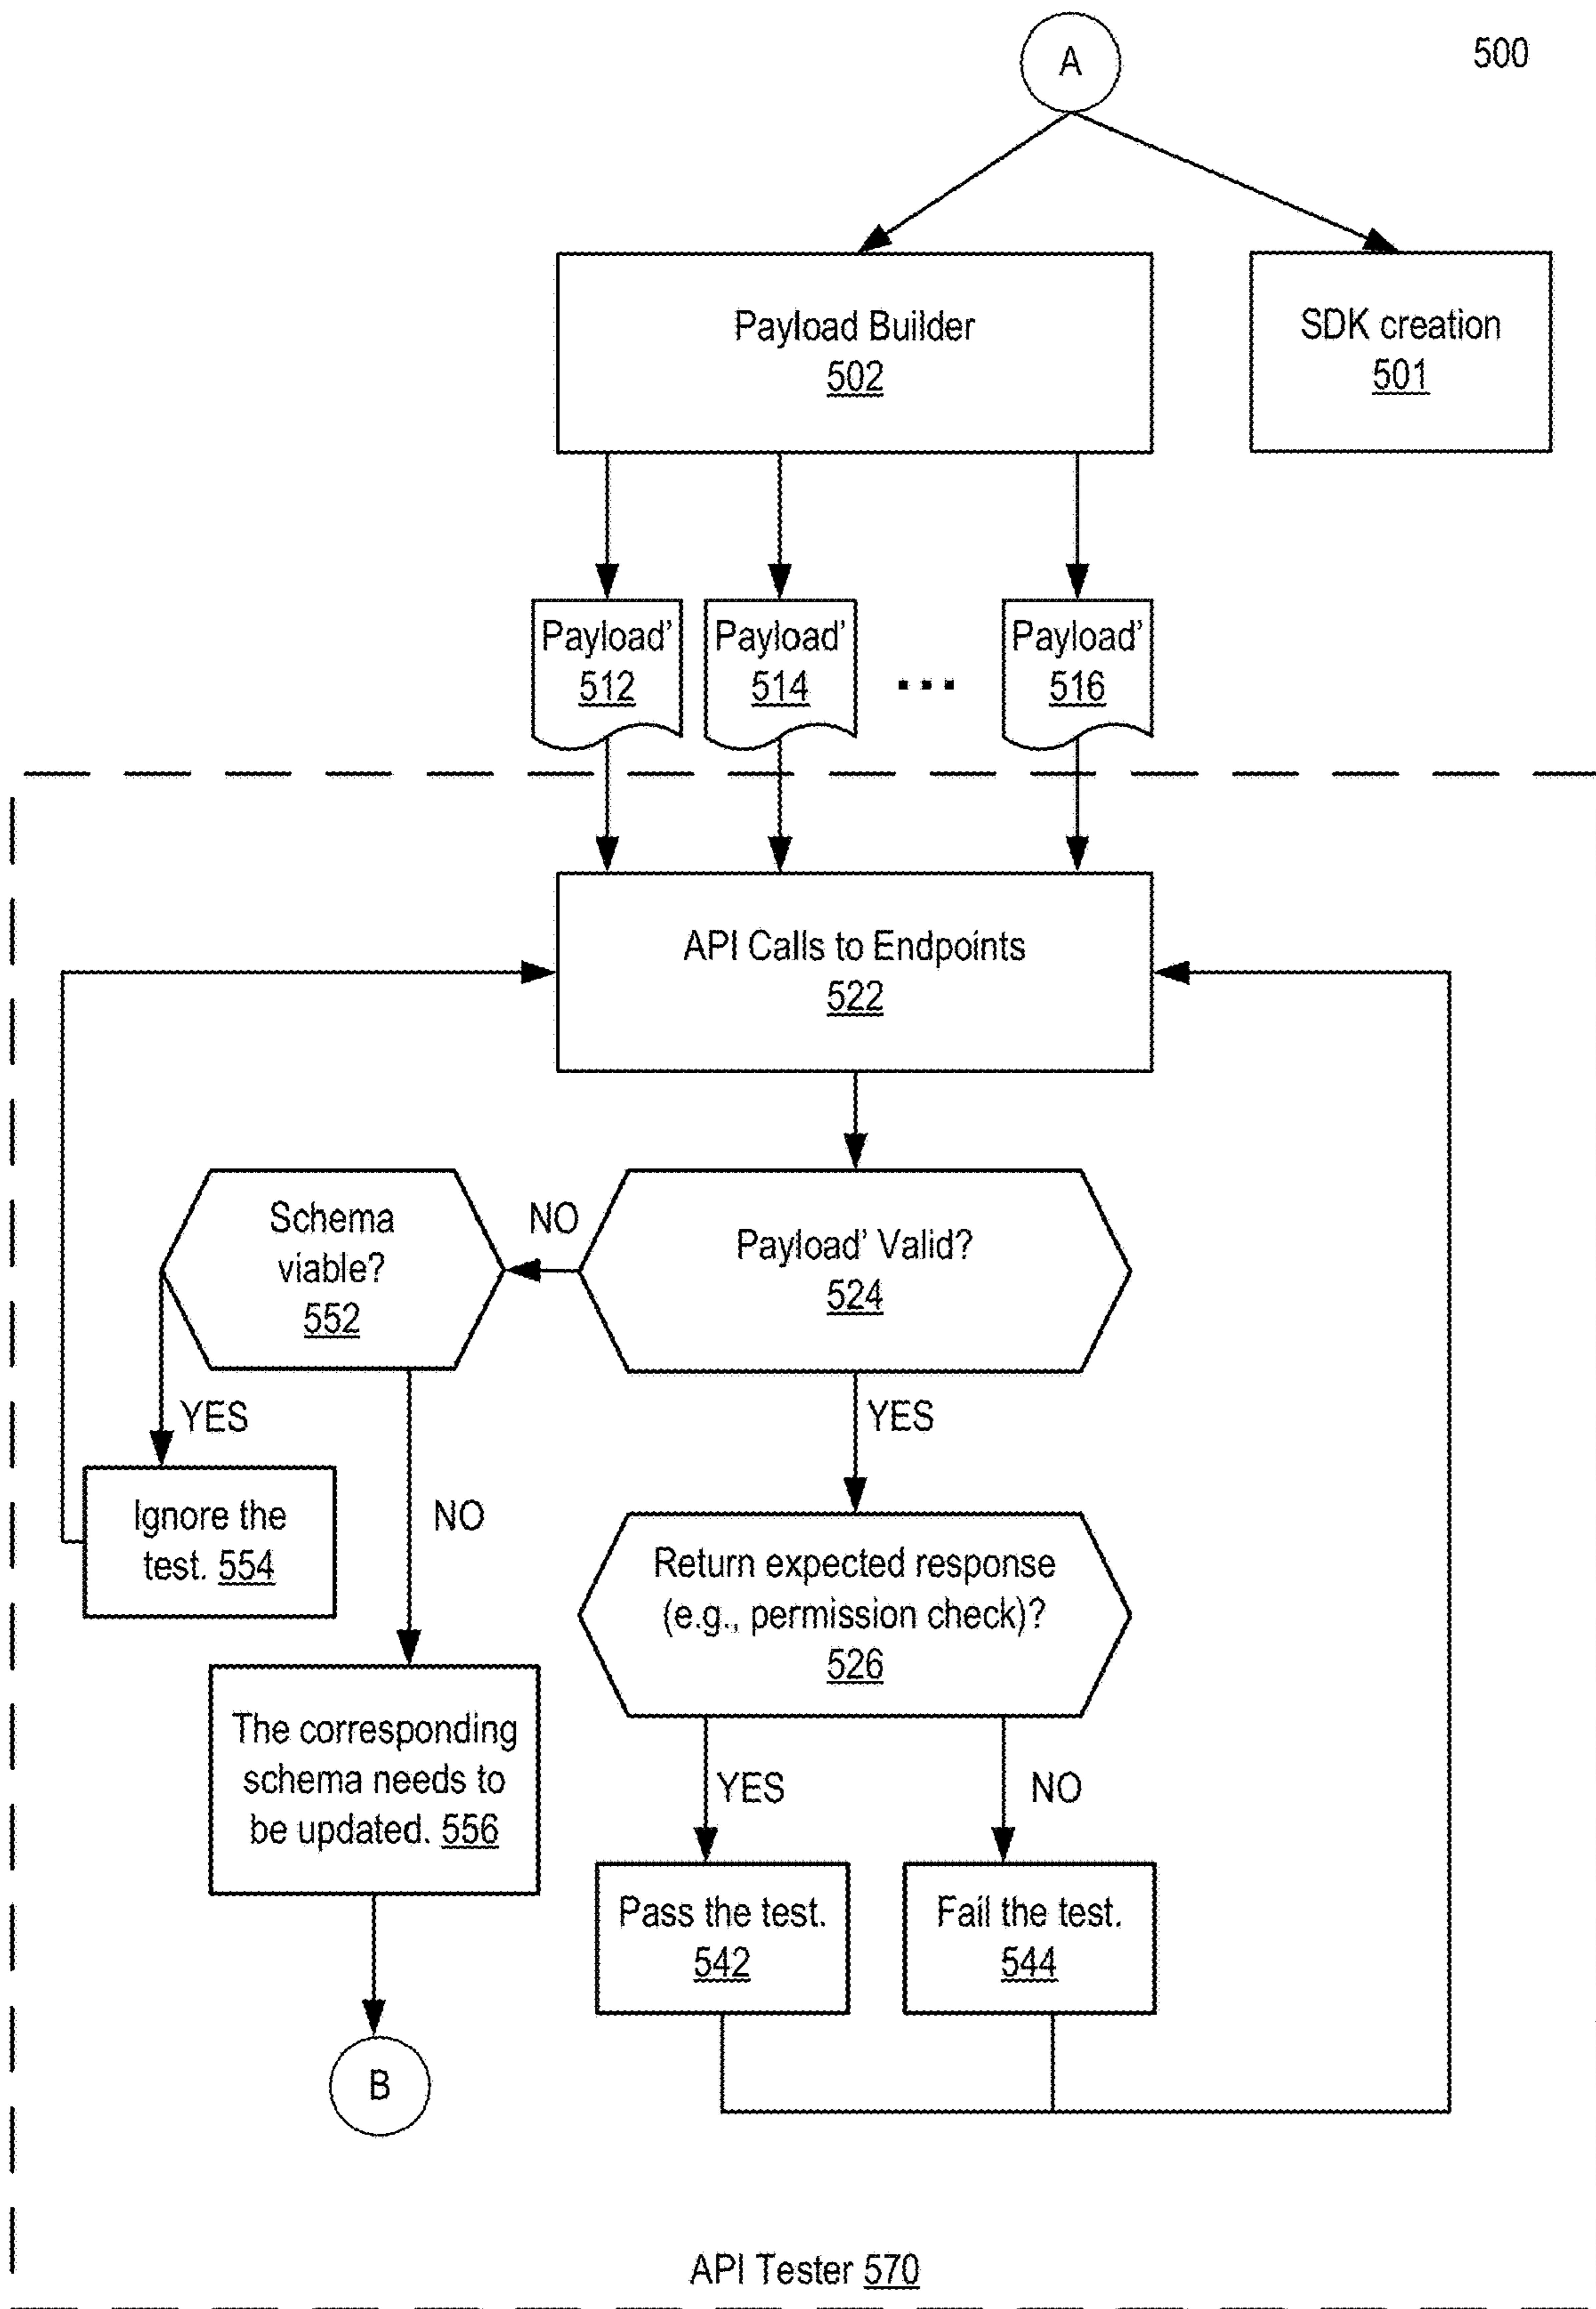 A
500
Payload Builder
502
SDK creation
501
Payload’
512
Payload’
514
...
Payload’
516
API Calls to Endpoints
522
Schema
viable?
552
NO
Payload’ Valid?
524
YES
YES
Ignore the
test. 554
NO
Return expected response
(e.g., permission check)?
526
The corresponding
schema needs to
be updated. 556
YES
NO
Pass the test.
542
Fail the test.
544
B
API Tester 570